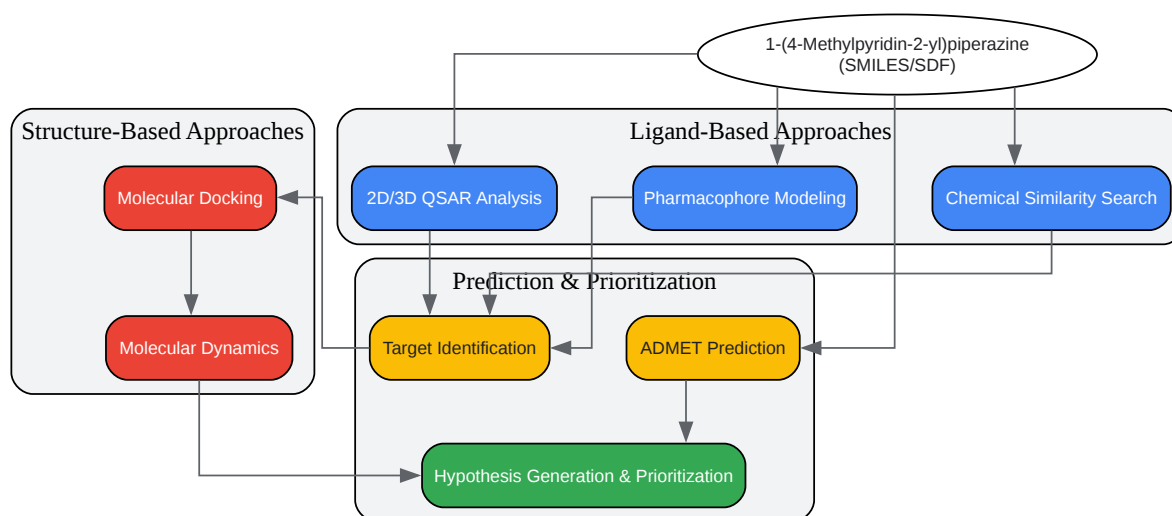 1-(4-Methylpyridin-2-yl)piperazine
(SMILES/SDF)
Structure-Based Approaches
Ligand-Based Approaches
Molecular Docking
2D/3D QSAR Analysis
Pharmacophore Modeling
Chemical Similarity Search
Prediction & Prioritization
Molecular Dynamics
Target Identification
ADMET Prediction
Hypothesis Generation & Prioritization